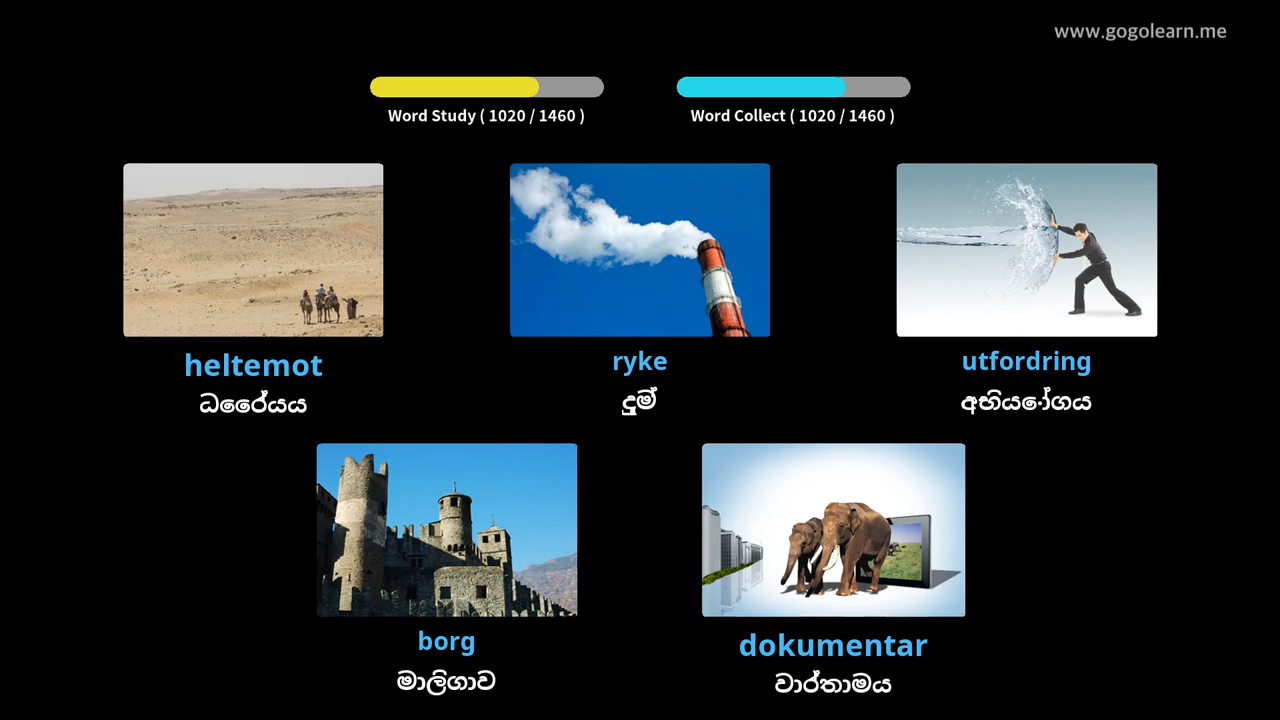 www.gogolearn.me
Word Study ( 1020 / 1460 )
Word Collect ( 1020 / 1460 )
heltemot
ධෛර්යය
ryke
දුම්
utfordring
අභියෝගය
borg
මාලිගාව
dokumentar
වාර්තාමය